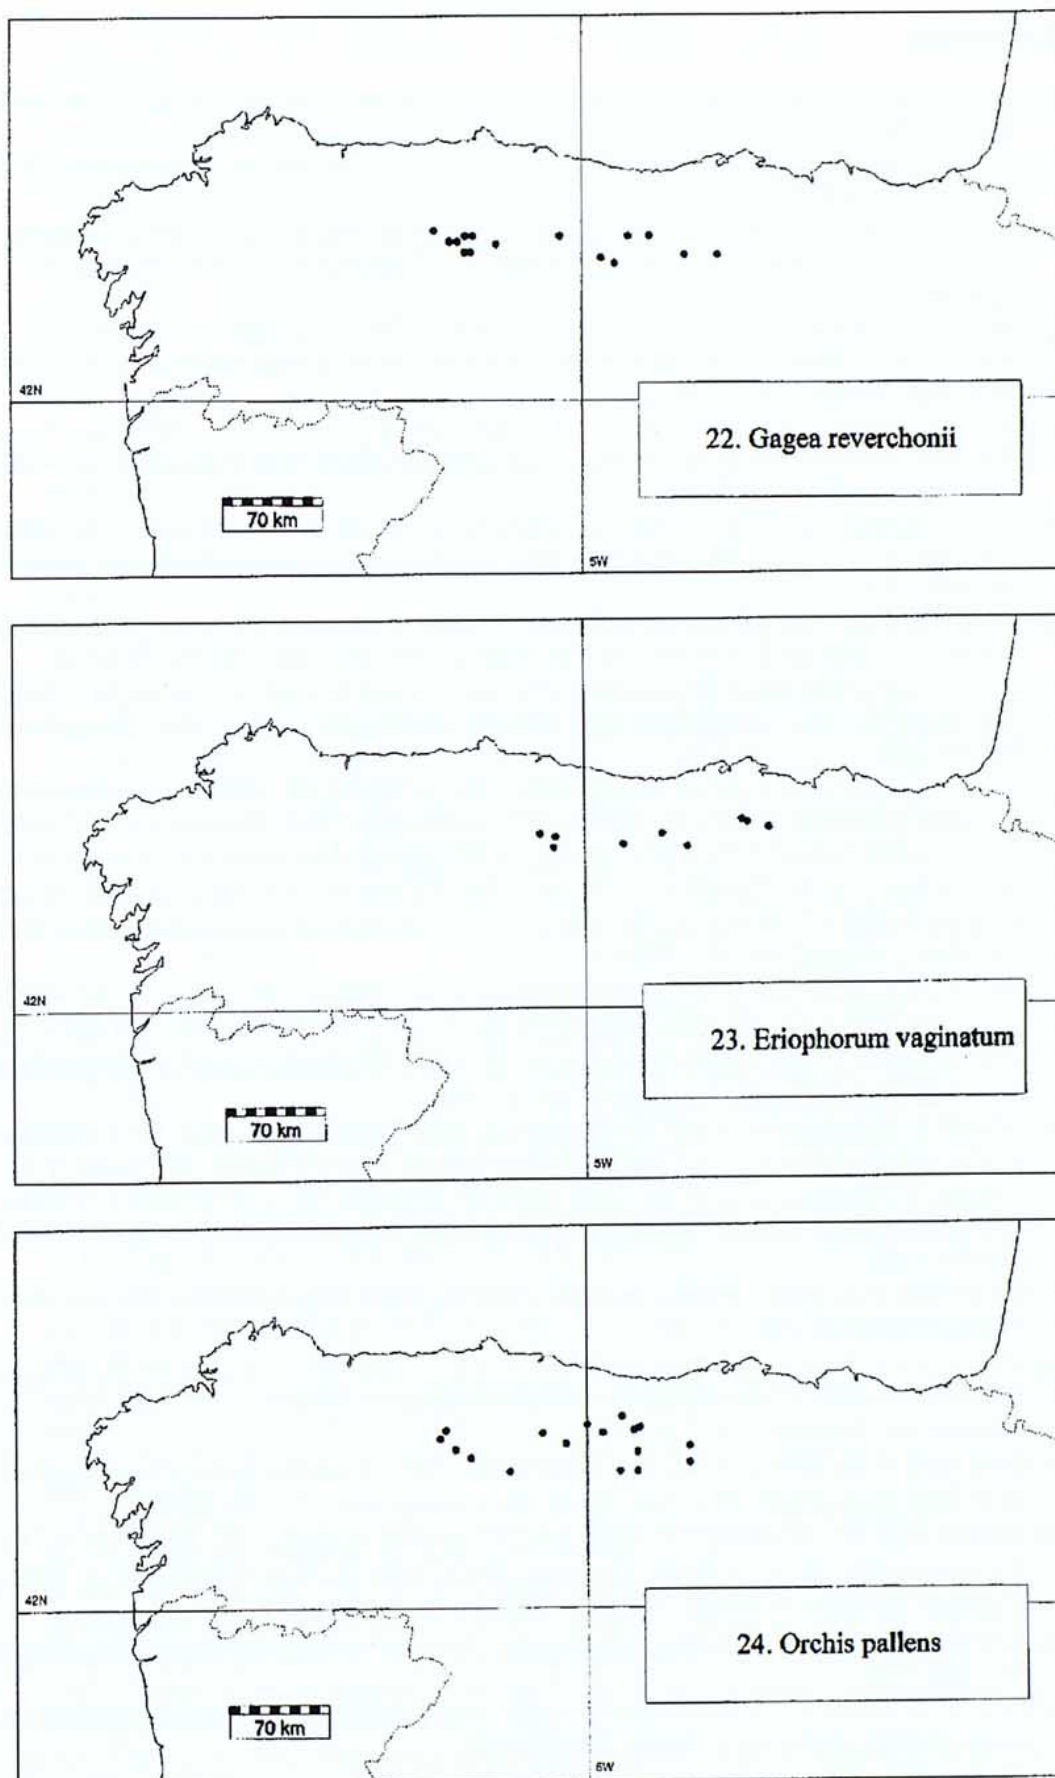 42N
22. Gagea reverchonii
70 km
5W
42N
23. Eriophorum vaginatum
70 km
5W
42N
24. Orchis pallens
70 km
5W